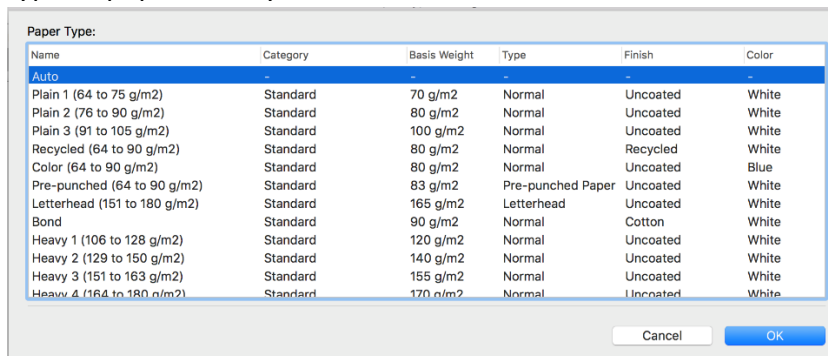 Paper Type:
Name Category Basis Weight Type Finish Color
Auto - - - - -
Plain 1 (64 to 75 g/m2) Standard 70 g/m2 Normal Uncoated White
Plain 2 (76 to 90 g/m2) Standard 80 g/m2 Normal Uncoated White
Plain 3 (91 to 105 g/m2) Standard 100 g/m2 Normal Uncoated White
Recycled (64 to 90 g/m2) Standard 80 g/m2 Normal Recycled White
Color (64 to 90 g/m2) Standard 80 g/m2 Normal Uncoated Blue
Pre-punched (64 to 90 g/m2) Standard 83 g/m2 Pre-punched Paper Uncoated White
Letterhead (151 to 180 g/m2) Standard 165 g/m2 Letterhead Uncoated White
Bond Standard 90 g/m2 Normal Cotton White
Heavy 1 (106 to 128 g/m2) Standard 120 g/m2 Normal Uncoated White
Heavy 2 (129 to 150 g/m2) Standard 140 g/m2 Normal Uncoated White
Heavy 3 (151 to 163 g/m2) Standard 155 g/m2 Normal Uncoated White
Heavy 4 (164 to 180 g/m2) Standard 170 g/m2 Normal Uncoated White
Cancel OK